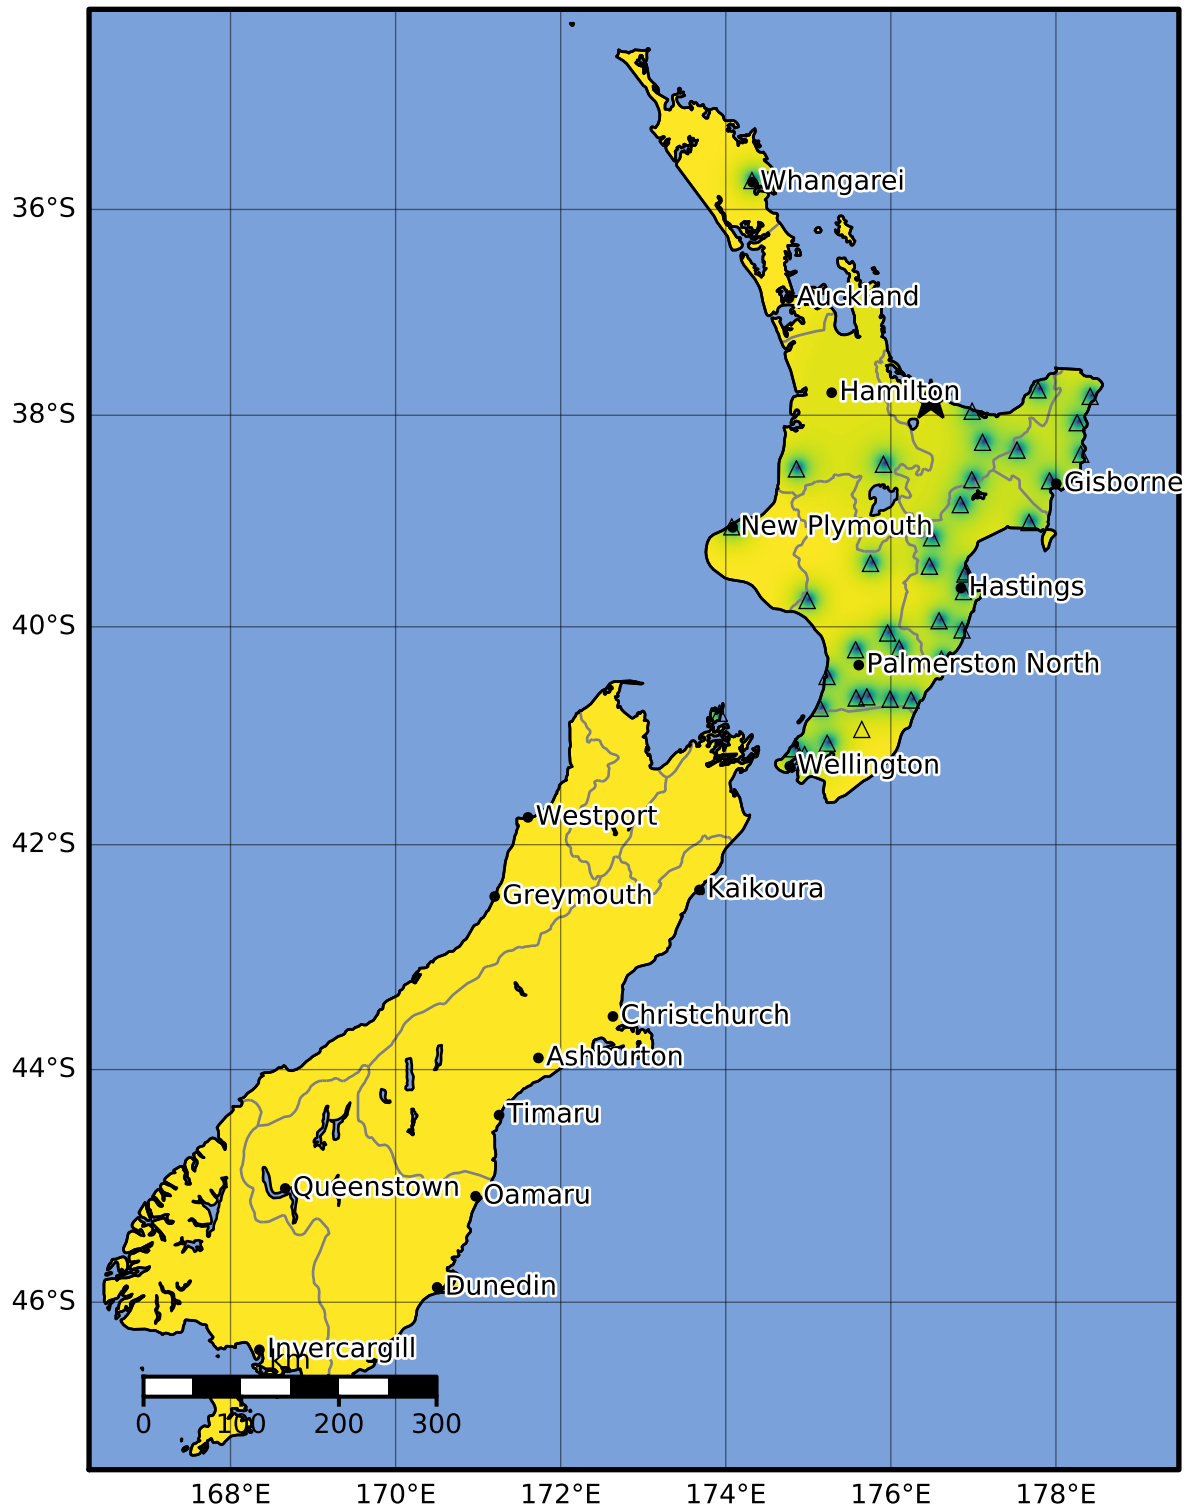 Whangarei
36°S
Auckland
Hamilton
38°S
Gisborne
New Plymouth
Hastings
40°S
Palmerston North
Wellington
Westport
42°S
Kaikoura
Greymouth
Christchurch
Ashburton
44°S
Timaru
Queenstown
Oamaru
Dunedin
46°S
Invercargill
km
0 100 200 300
168°E 170°E 172°E 174°E 176°E 178°E